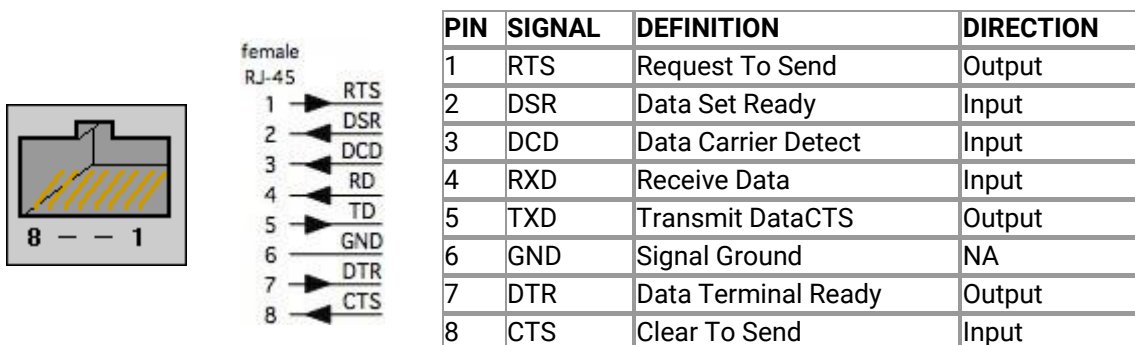 8 – – 1
female
RJ-45
1 RTS
2 DSR
3 DCD
4 RD
5 TD
6 GND
7 DTR
8 CTS
PIN SIGNAL DEFINITION DIRECTION
1 RTS Request To Send Output
2 DSR Data Set Ready Input
3 DCD Data Carrier Detect Input
4 RXD Receive Data Input
5 TXD Transmit DataCTS Output
6 GND Signal Ground NA
7 DTR Data Terminal Ready Output
8 CTS Clear To Send Input